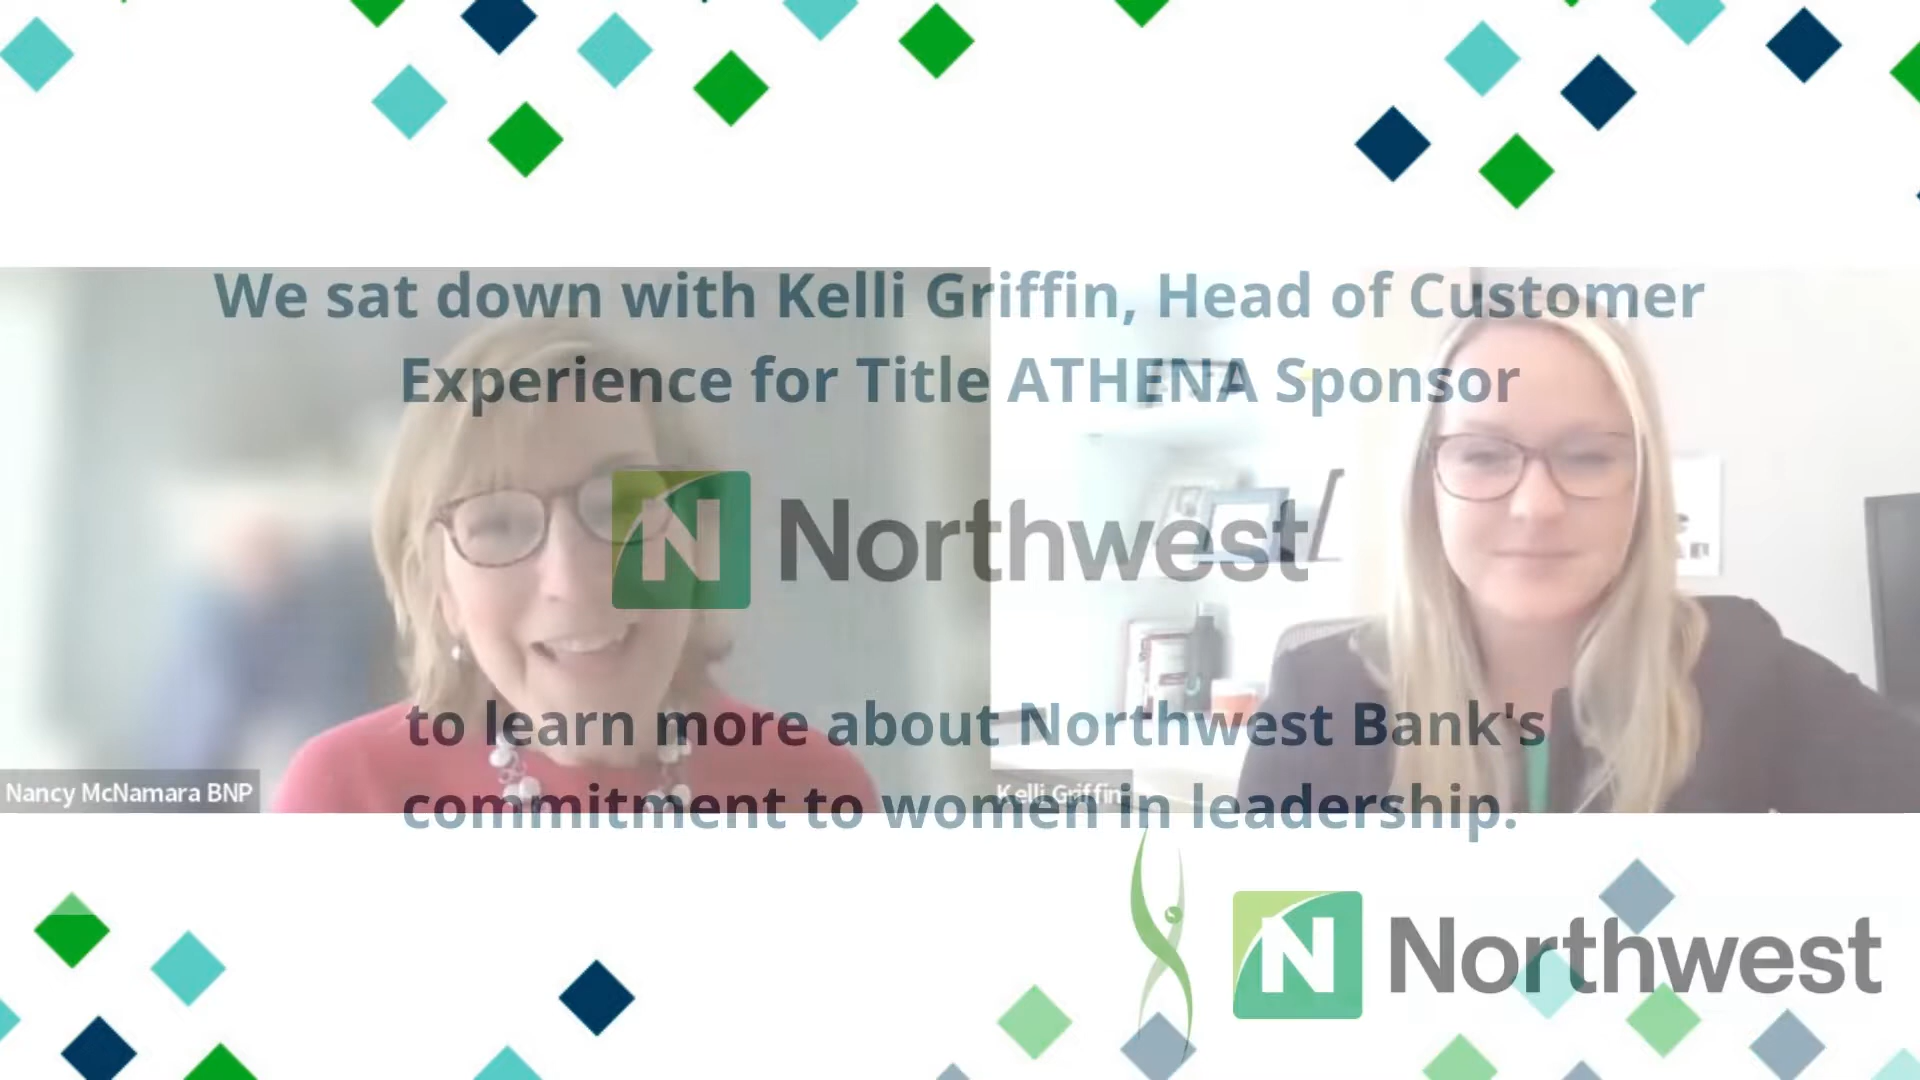 We sat down with Kelli Griffin, Head of Customer
Experience for Title ATHENA Sponsor
N Northwest
to learn more about Northwest Bank's
Nancy McNamara BNP
Kelli Griffin
commitment to women in leadership.
N Northwest